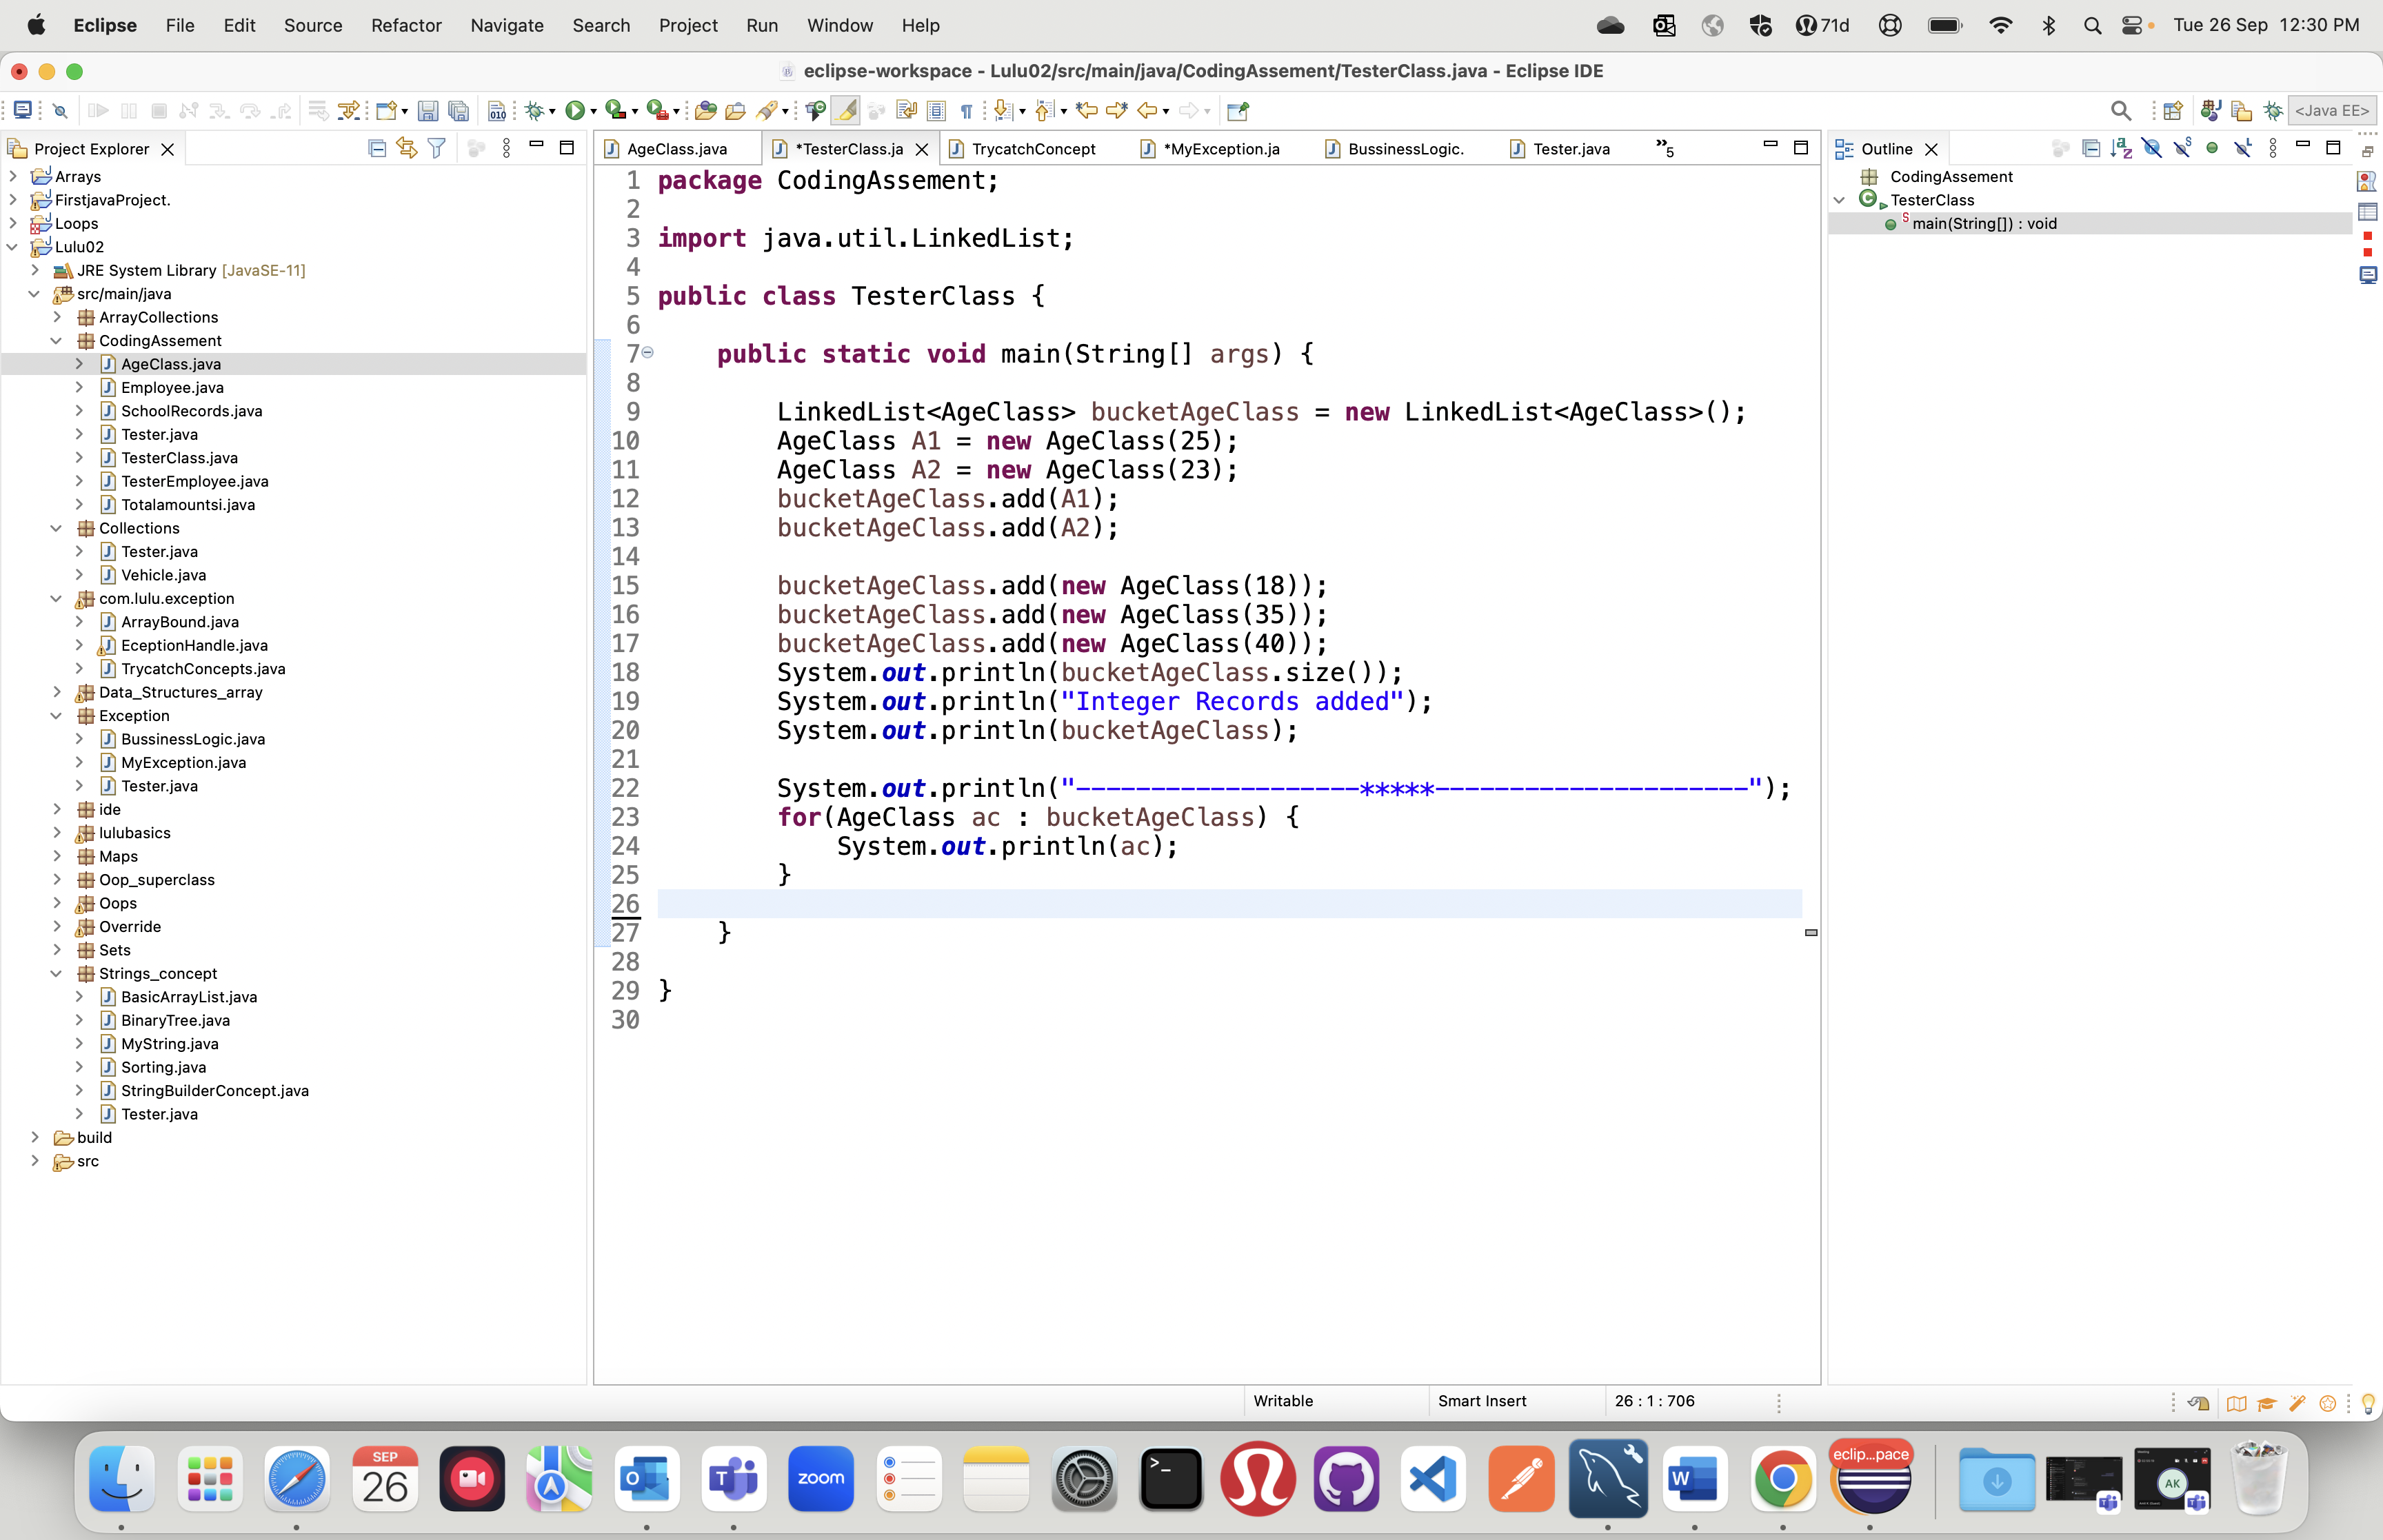 Eclipse File Edit Source Refactor Navigate Search Project Run Window Help 71d Tue 26 Sep 12:30 PM
eclipse-workspace - Lulu02/src/main/java/CodingAssement/TesterClass.java - Eclipse IDE
<Java EE>
Project Explorer
Arrays
FirstjavaProject.
Loops
Lulu02
JRE System Library [JavaSE-11]
src/main/java
ArrayCollections
CodingAssement
AgeClass.java
Employee.java
SchoolRecords.java
Tester.java
TesterClass.java
TesterEmployee.java
Totalamountsi.java
Collections
Tester.java
Vehicle.java
com.lulu.exception
ArrayBound.java
EceptionHandle.java
TrycatchConcepts.java
Data_Structures_array
Exception
BussinessLogic.java
MyException.java
Tester.java
ide
lulubasics
Maps
Oop_superclass
Oops
Override
Sets
Strings_concept
BasicArrayList.java
BinaryTree.java
MyString.java
Sorting.java
StringBuilderConcept.java
Tester.java
build
src
AgeClass.java *TesterClass.ja TrycatchConcept *MyException.ja BussinessLogic. Tester.java »5
1 package CodingAssement;
2
3 import java.util.LinkedList;
4
5 public class TesterClass {
6
7 public static void main(String[] args) {
8
9 LinkedList<AgeClass> bucketAgeClass = new LinkedList<AgeClass>();
10 AgeClass A1 = new AgeClass(25);
11 AgeClass A2 = new AgeClass(23);
12 bucketAgeClass.add(A1);
13 bucketAgeClass.add(A2);
14
15 bucketAgeClass.add(new AgeClass(18));
16 bucketAgeClass.add(new AgeClass(35));
17 bucketAgeClass.add(new AgeClass(40));
18 System.out.println(bucketAgeClass.size());
19 System.out.println("Integer Records added");
20 System.out.println(bucketAgeClass);
21
22 System.out.println("-------------------*****---------------------");
23 for(AgeClass ac : bucketAgeClass) {
24 System.out.println(ac);
25 }
26
27 }
28
29 }
30
Outline
CodingAssement
TesterClass
main(String[]) : void
Writable Smart Insert 26 : 1 : 706
SEP
26
zoom
eclip...pace
AK